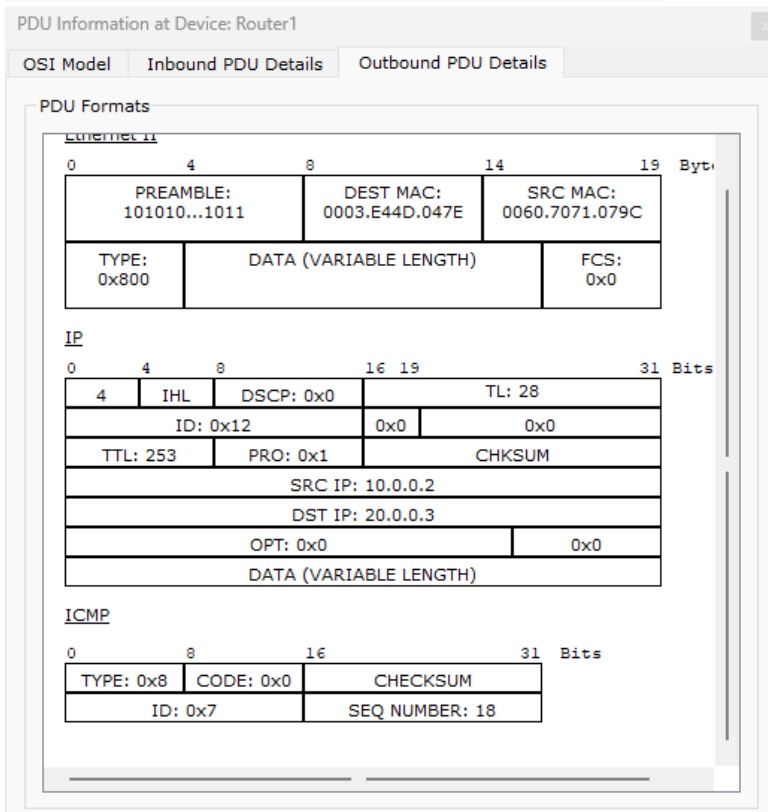 PDU Information at Device: Router1
OSI Model Inbound PDU Details Outbound PDU Details
PDU Formats
Ethernet II
0 4 8 14 19 Byt
PREAMBLE: DEST MAC: SRC MAC:
101010...1011 0003.E44D.047E 0060.7071.079C
TYPE: DATA (VARIABLE LENGTH) FCS:
0x800 0x0
IP
0 4 8 16 19 31 Bits
4 IHL DSCP: 0x0 TL: 28
ID: 0x12 0x0 0x0
TTL: 253 PRO: 0x1 CHKSUM
SRC IP: 10.0.0.2
DST IP: 20.0.0.3
OPT: 0x0 0x0
DATA (VARIABLE LENGTH)
ICMP
0 8 16 31 Bits
TYPE: 0x8 CODE: 0x0 CHECKSUM
ID: 0x7 SEQ NUMBER: 18